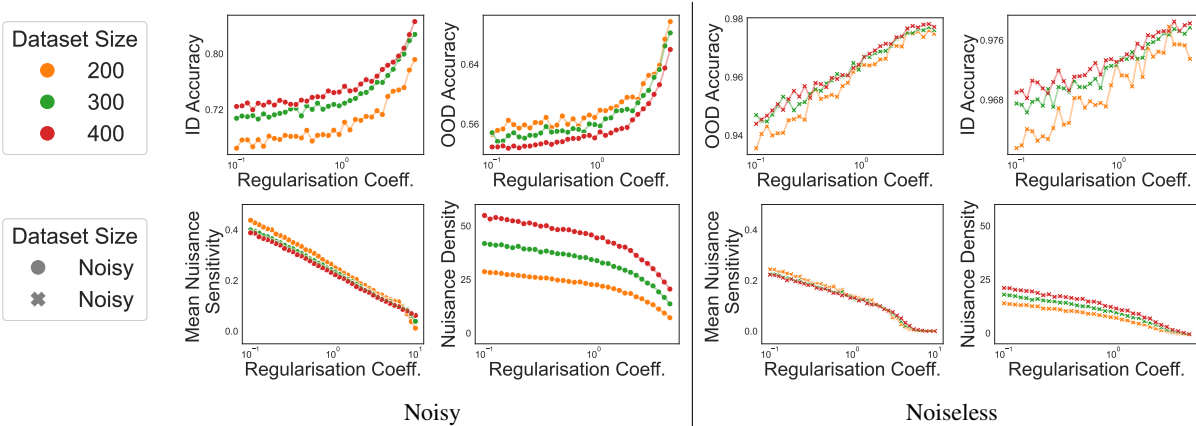 Dataset Size
200
300
400
Dataset Size
Noisy
Noisy
ID Accuracy
0.80
0.72
10⁻¹
10⁰
Regularisation Coeff.
OOD Accuracy
0.64
0.56
10⁻¹
10⁰
Regularisation Coeff.
OOD Accuracy
0.98
0.96
0.94
10⁻¹
10⁰
Regularisation Coeff.
ID Accuracy
0.976
0.968
10⁻¹
10⁰
Regularisation Coeff.
Mean Nuisance
Sensitivity
0.4
0.2
0.0
10⁻¹
10⁰
10¹
Regularisation Coeff.
Nuisance Density
50
25
0
10⁻¹
10⁰
Regularisation Coeff.
Mean Nuisance
Sensitivity
0.4
0.2
0.0
10⁻¹
10⁰
10¹
Regularisation Coeff.
Nuisance Density
50
25
0
10⁻¹
10⁰
Regularisation Coeff.
Noisy
Noiseless